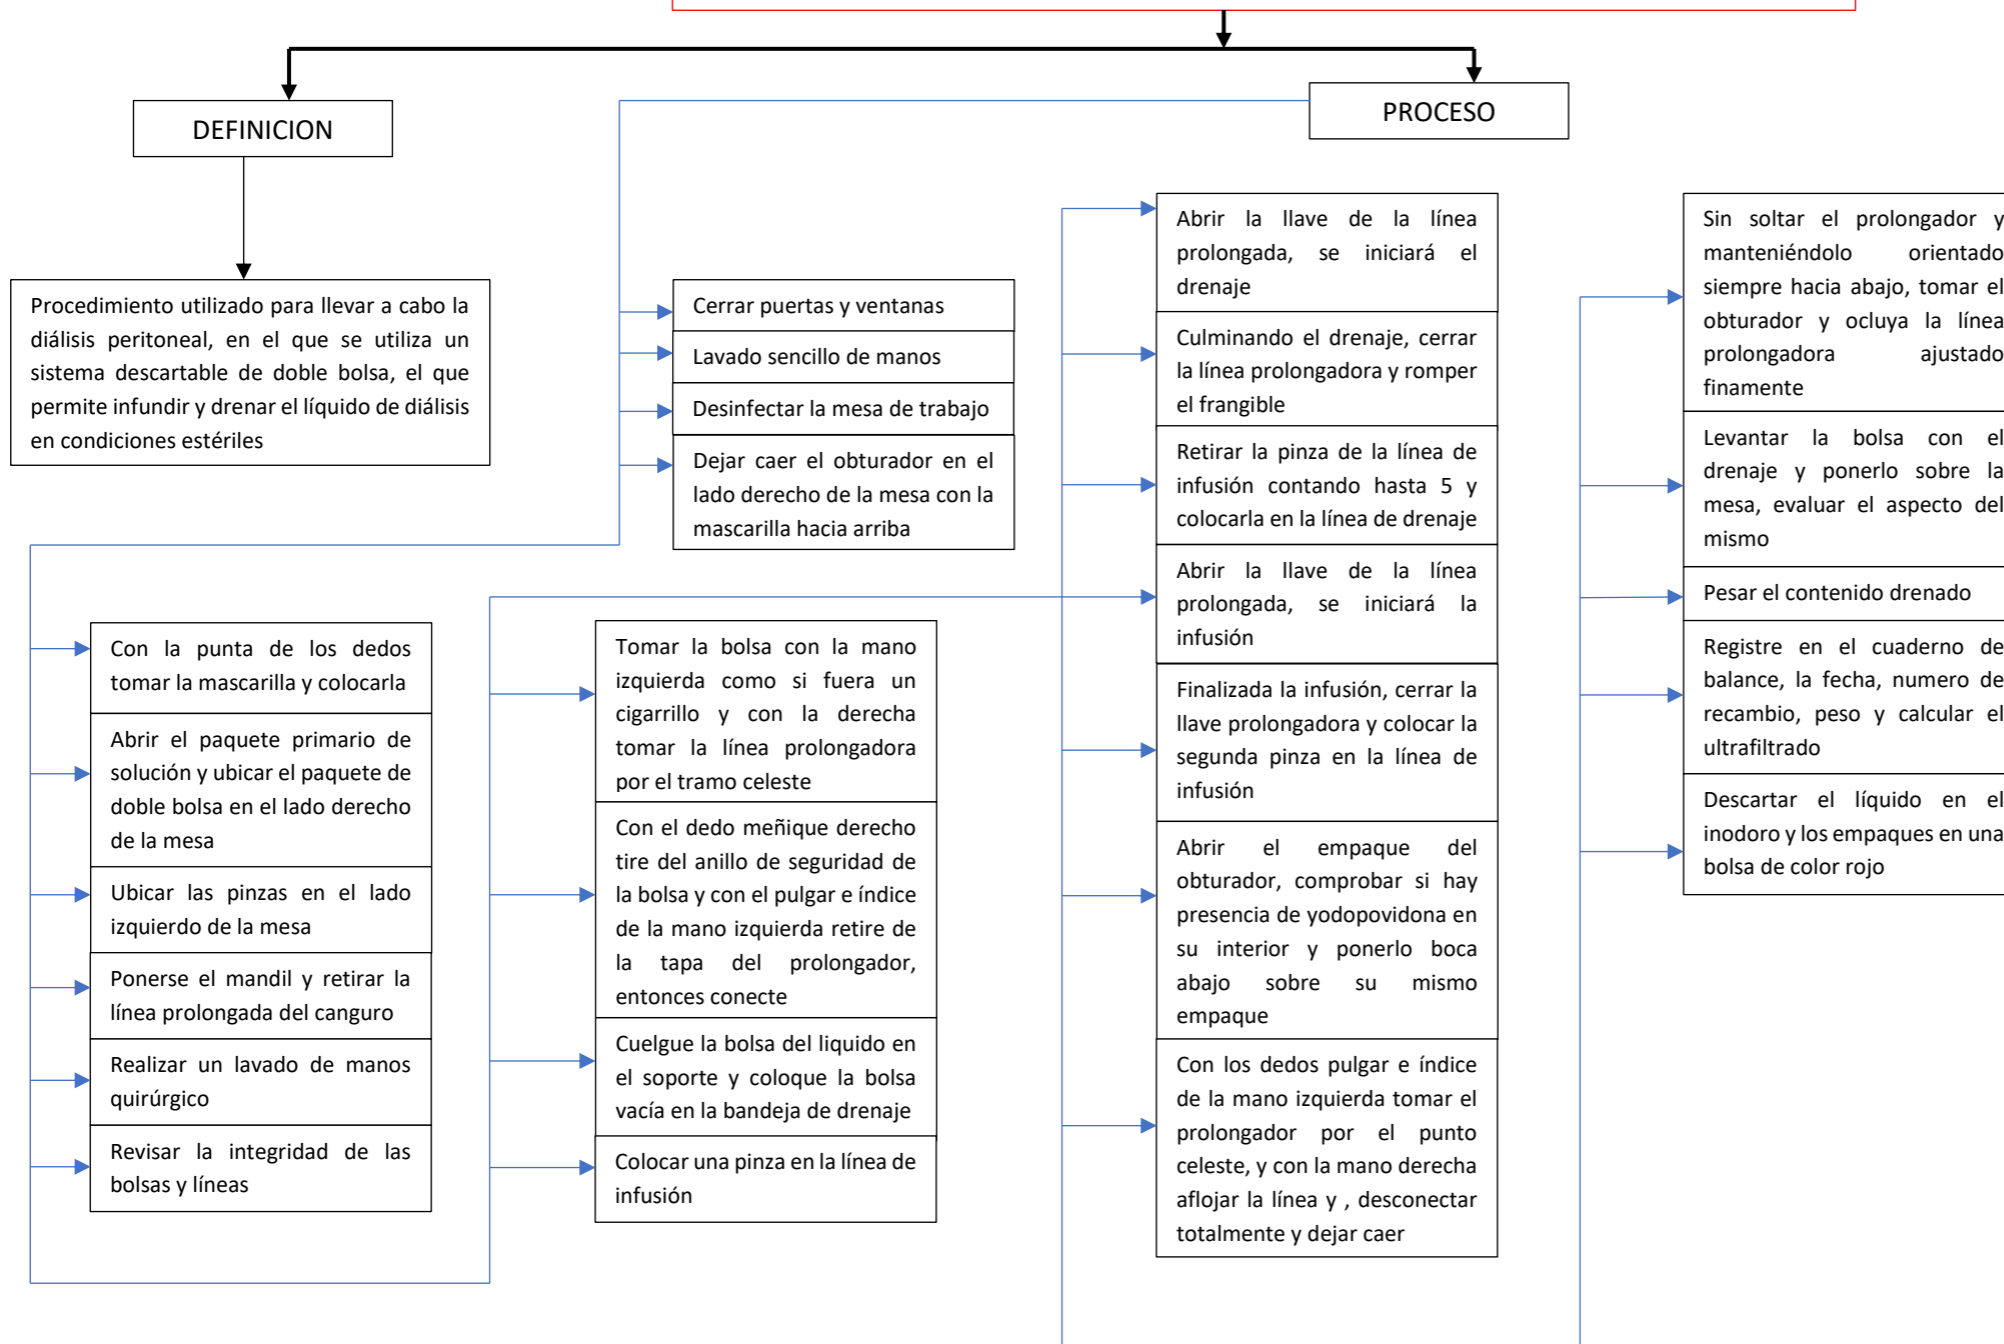 DEFINICION
PROCESO
Procedimiento utilizado para llevar a cabo la
diálisis peritoneal, en el que se utiliza un
sistema descartable de doble bolsa, el que
permite infundir y drenar el líquido de diálisis
en condiciones estériles
Cerrar puertas y ventanas
Lavado sencillo de manos
Desinfectar la mesa de trabajo
Dejar caer el obturador en el
lado derecho de la mesa con la
mascarilla hacia arriba
Con la punta de los dedos
tomar la mascarilla y colocarla
Abrir el paquete primario de
solución y ubicar el paquete de
doble bolsa en el lado derecho
de la mesa
Ubicar las pinzas en el lado
izquierdo de la mesa
Ponerse el mandil y retirar la
línea prolongada del canguro
Realizar un lavado de manos
quirúrgico
Revisar la integridad de las
bolsas y líneas
Tomar la bolsa con la mano
izquierda como si fuera un
cigarrillo y con la derecha
tomar la línea prolongadora
por el tramo celeste
Con el dedo meñique derecho
tire del anillo de seguridad de
la bolsa y con el pulgar e índice
de la mano izquierda retire de
la tapa del prolongador,
entonces conecte
Cuelgue la bolsa del liquido en
el soporte y coloque la bolsa
vacía en la bandeja de drenaje
Colocar una pinza en la línea de
infusión
Abrir la llave de la línea
prolongada, se iniciará el
drenaje
Culminando el drenaje, cerrar
la línea prolongadora y romper
el frangible
Retirar la pinza de la línea de
infusión contando hasta 5 y
colocarla en la línea de drenaje
Abrir la llave de la línea
prolongada, se iniciará la
infusión
Finalizada la infusión, cerrar la
llave prolongadora y colocar la
segunda pinza en la línea de
infusión
Abrir el empaque del
obturador, comprobar si hay
presencia de yodopovidona en
su interior y ponerlo boca
abajo sobre su mismo
empaque
Con los dedos pulgar e índice
de la mano izquierda tomar el
prolongador por el punto
celeste, y con la mano derecha
aflojar la línea y , desconectar
totalmente y dejar caer
Sin soltar el prolongador y
manteniéndolo orientado
siempre hacia abajo, tomar el
obturador y ocluya la línea
prolongadora ajustado
finamente
Levantar la bolsa con el
drenaje y ponerlo sobre la
mesa, evaluar el aspecto del
mismo
Pesar el contenido drenado
Registre en el cuaderno de
balance, la fecha, numero de
recambio, peso y calcular el
ultrafiltrado
Descartar el líquido en el
inodoro y los empaques en una
bolsa de color rojo